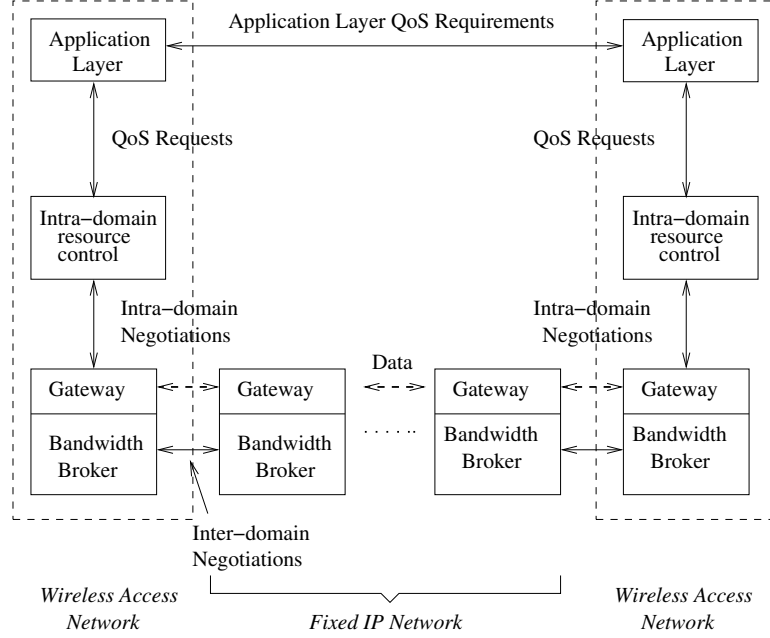 Application Layer QoS Requirements
Application
Layer
Application
Layer
QoS Requests
QoS Requests
Intra−domain
resource
control
Intra−domain
resource
control
Intra−domain
Negotiations
Intra−domain
Negotiations
Data
Gateway
Gateway
Gateway
Gateway
. . . . . .
Bandwidth
Broker
Bandwidth
Broker
Bandwidth
Broker
Bandwidth
Broker
Inter−domain
Negotiations
Wireless Access
Network
Fixed IP Network
Wireless Access
Network